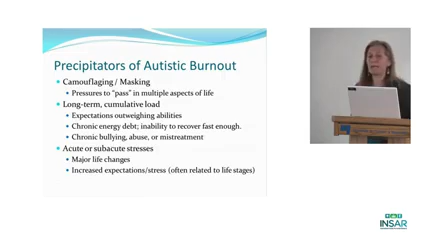 Precipitators of Autistic Burnout
Camouflaging / Masking
Pressures to "pass" in multiple aspects of life
Long-term, cumulative load
Expectations outweighing abilities
Chronic energy debt; inability to recover fast enough.
Chronic bullying, abuse, or mistreatment
Acute or subacute stresses
Major life changes
Increased expectations/stress (often related to life stages)
INSAR